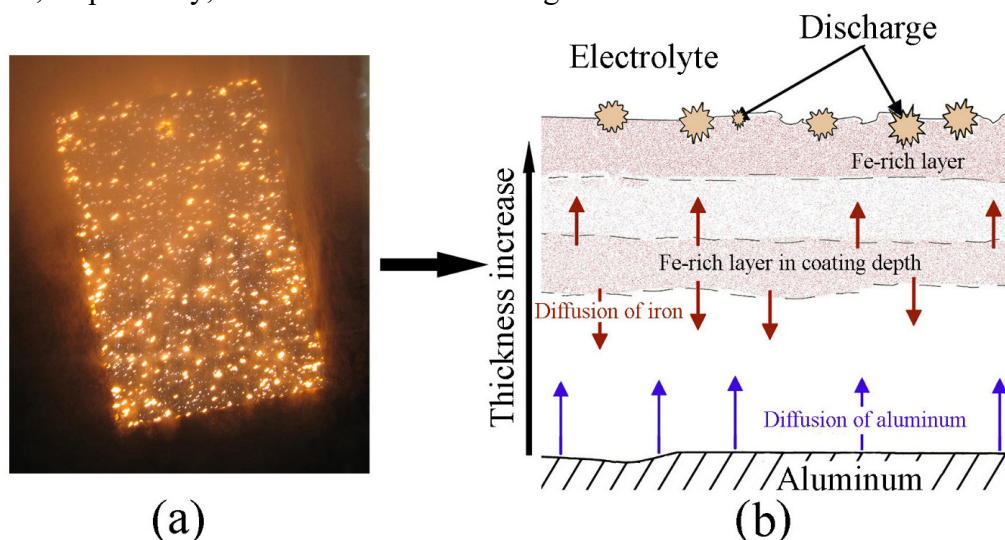 Discharge
Electrolyte
Fe-rich layer
Thickness increase
Fe-rich layer in coating depth
Diffusion of iron
Diffusion of aluminum
Aluminum
(a)
(b)